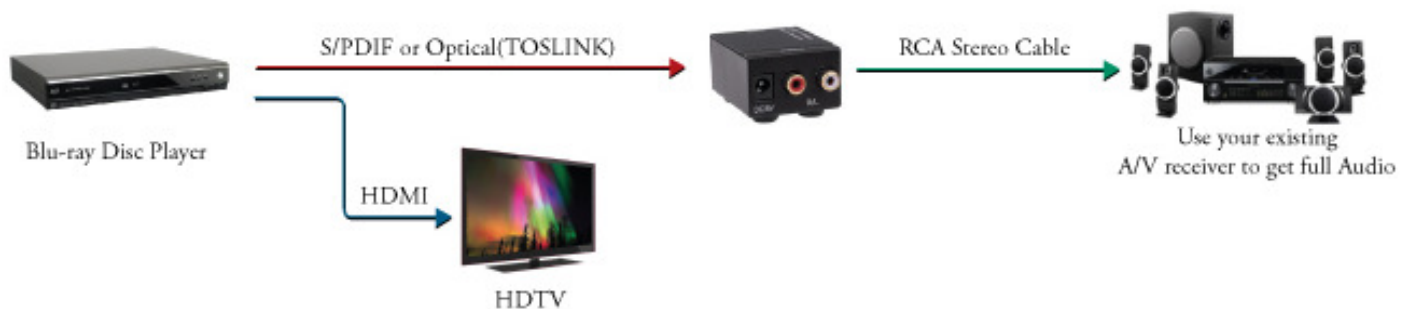 S/PDIF or Optical(TOSLINK)
RCA Stereo Cable
Blu-ray Disc Player
Use your existing
A/V receiver to get full Audio
HDMI
HDTV